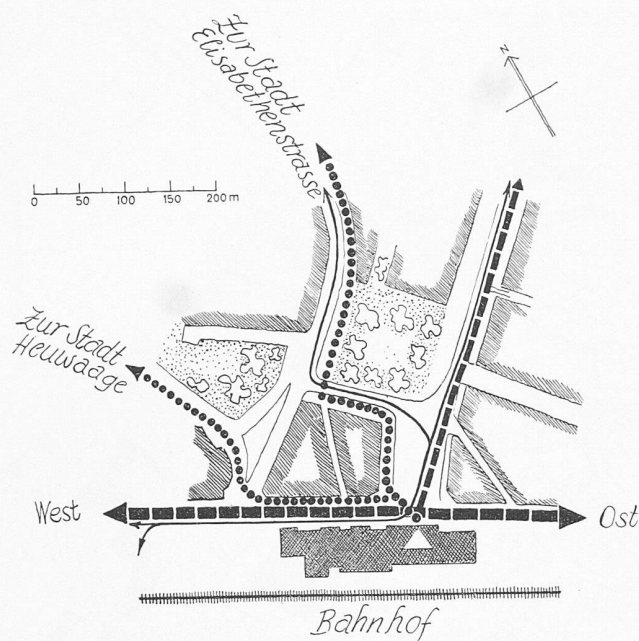 Zur Stadt
Elisabethenstrasse
N
0 50 100 150 200 m
Zur Stadt
Heuwaage
West
Ost
Bahnhof